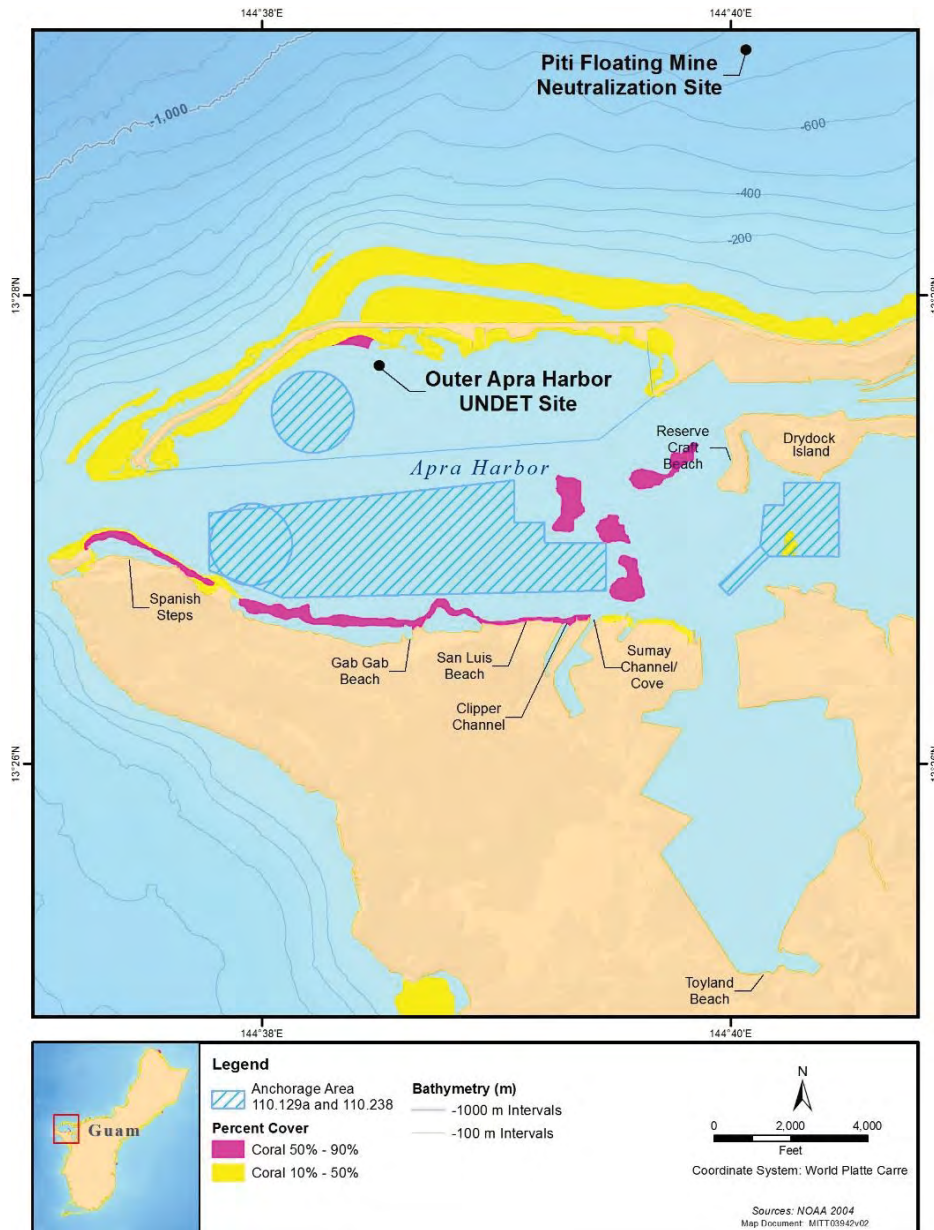 144°38'E
144°40'E
Piti Floating Mine
Neutralization Site
-1,000
-600
-400
-200
13°28'N
13°28'N
Outer Apra Harbor
UNDET Site
Apra Harbor
Reserve
Craft
Beach
Drydock
Island
Spanish
Steps
Gab Gab
Beach
San Luis
Beach
Sumay
Channel/
Cove
Clipper
Channel
13°26'N
13°26'N
Toyland
Beach
144°38'E
144°40'E
Guam
Legend
Anchorage Area
110.129a and 110.238
Percent Cover
Coral 50% - 90%
Coral 10% - 50%
Bathymetry (m)
-1000 m Intervals
-100 m Intervals
N
0 2,000 4,000
Feet
Coordinate System: World Platte Carre
Sources: NOAA 2004
Map Document: MITT03942v02